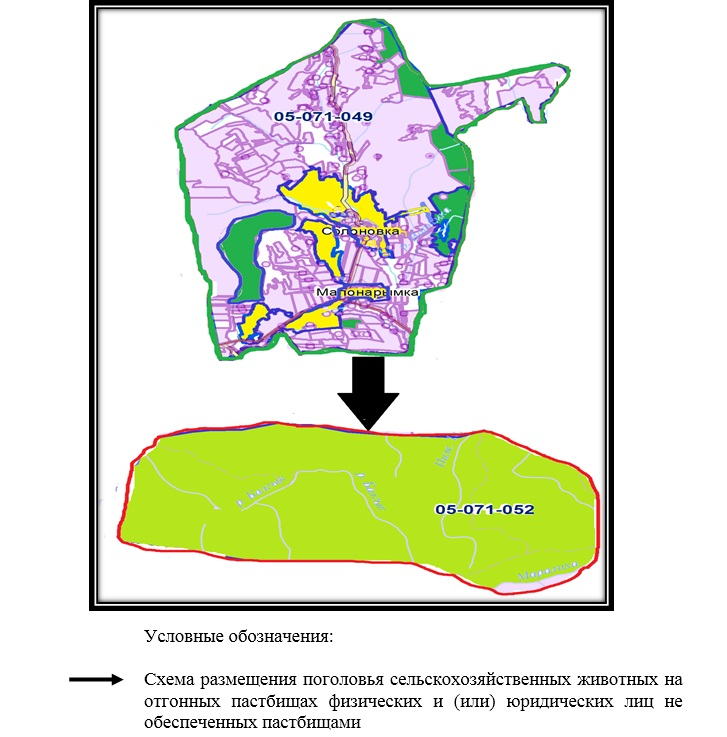 05-071-049
Солоновка
Малонарымка
05-071-052
Условные обозначения:
Схема размещения поголовья сельскохозяйственных животных на
отгонных пастбищах физических и (или) юридических лиц не
обеспеченных пастбищами